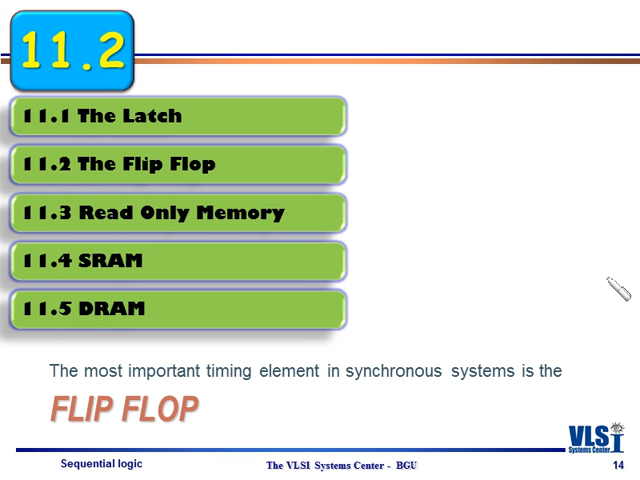 11.2
11.1 The Latch
11.2 The Flip Flop
11.3 Read Only Memory
11.4 SRAM
11.5 DRAM
The most important timing element in synchronous systems is the
FLIP FLOP
VLSI
Systems Center
Sequential logic
The VLSI Systems Center - BGU
14